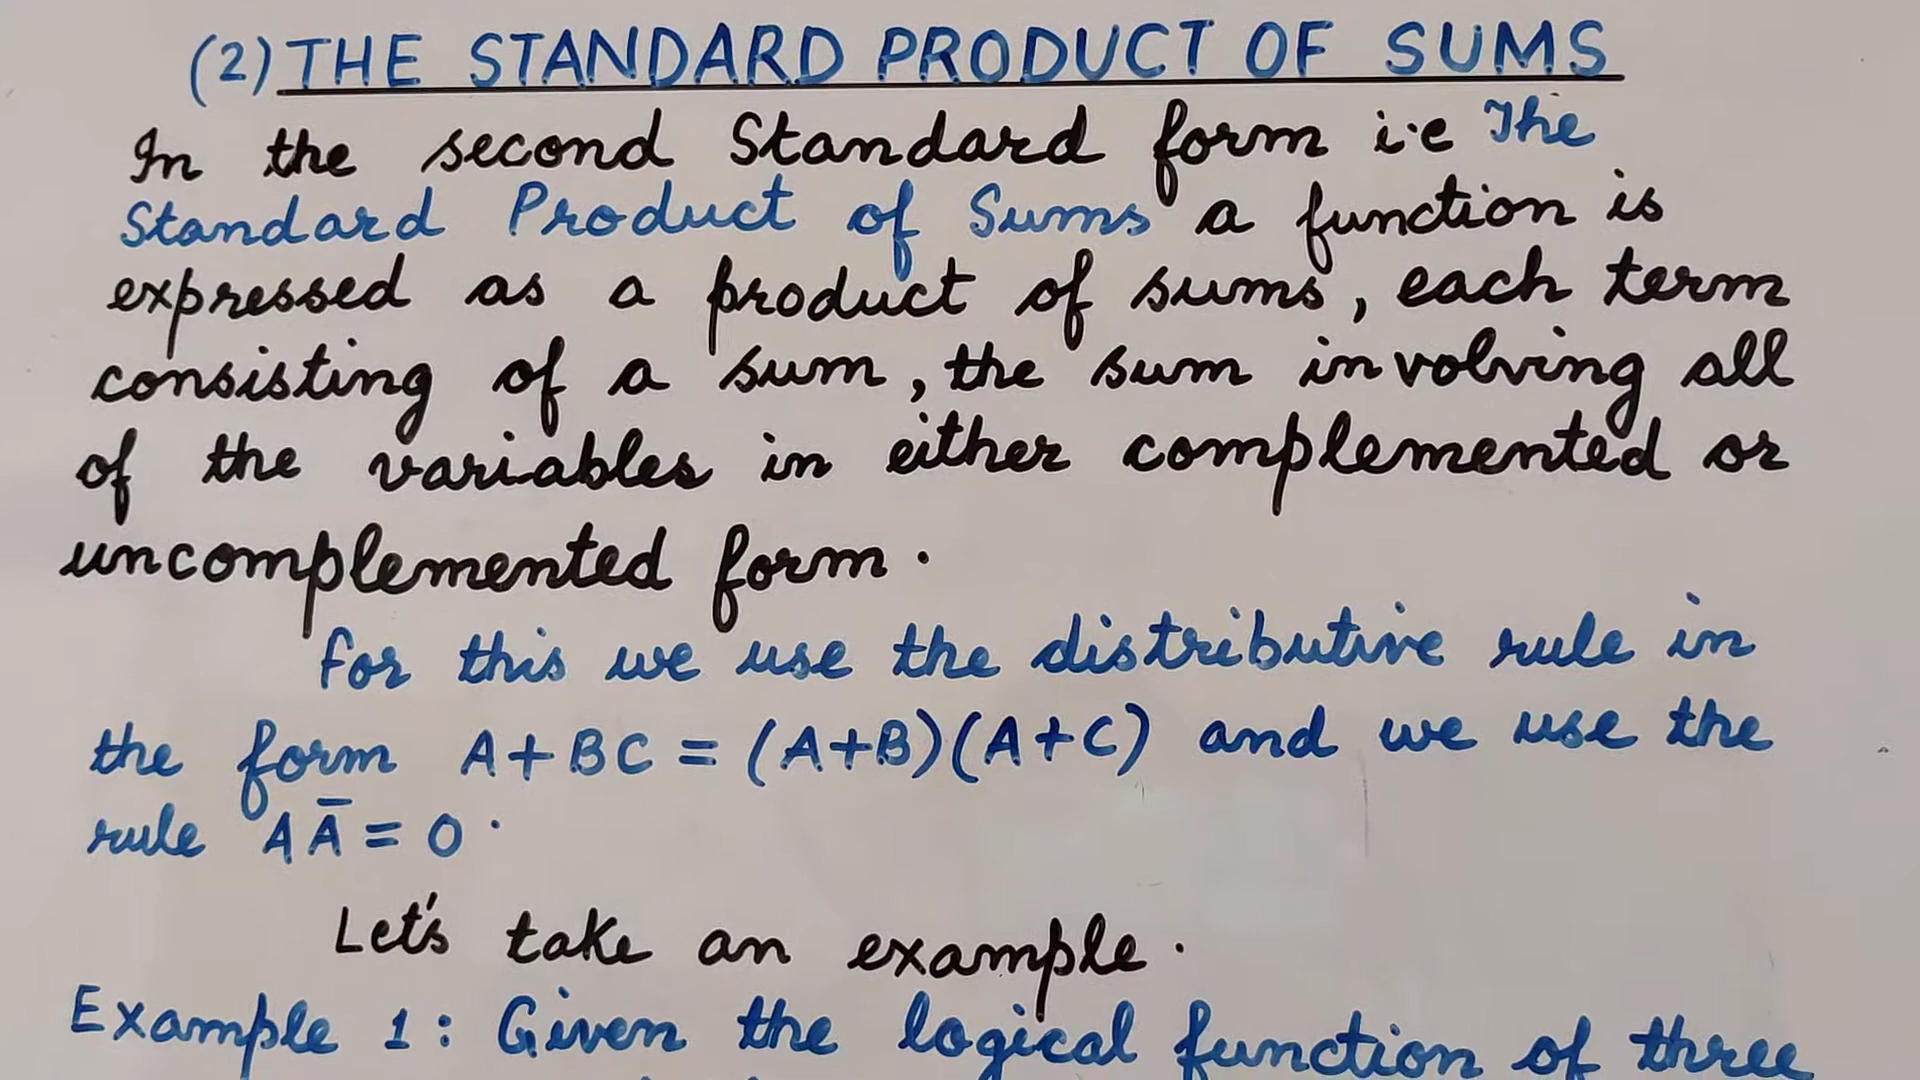 (2) THE STANDARD PRODUCT OF SUMS
In the second Standard form i.e The
Standard Product of Sums a function is
expressed as a product of sums, each term
consisting of a sum, the sum involving all
of the variables in either complemented or
uncomplemented form.
For this we use the distributive rule in
the form A+BC = (A+B)(A+C) and we use the
rule AĀ = 0.
Let's take an example.
Example 1: Given the logical function of three